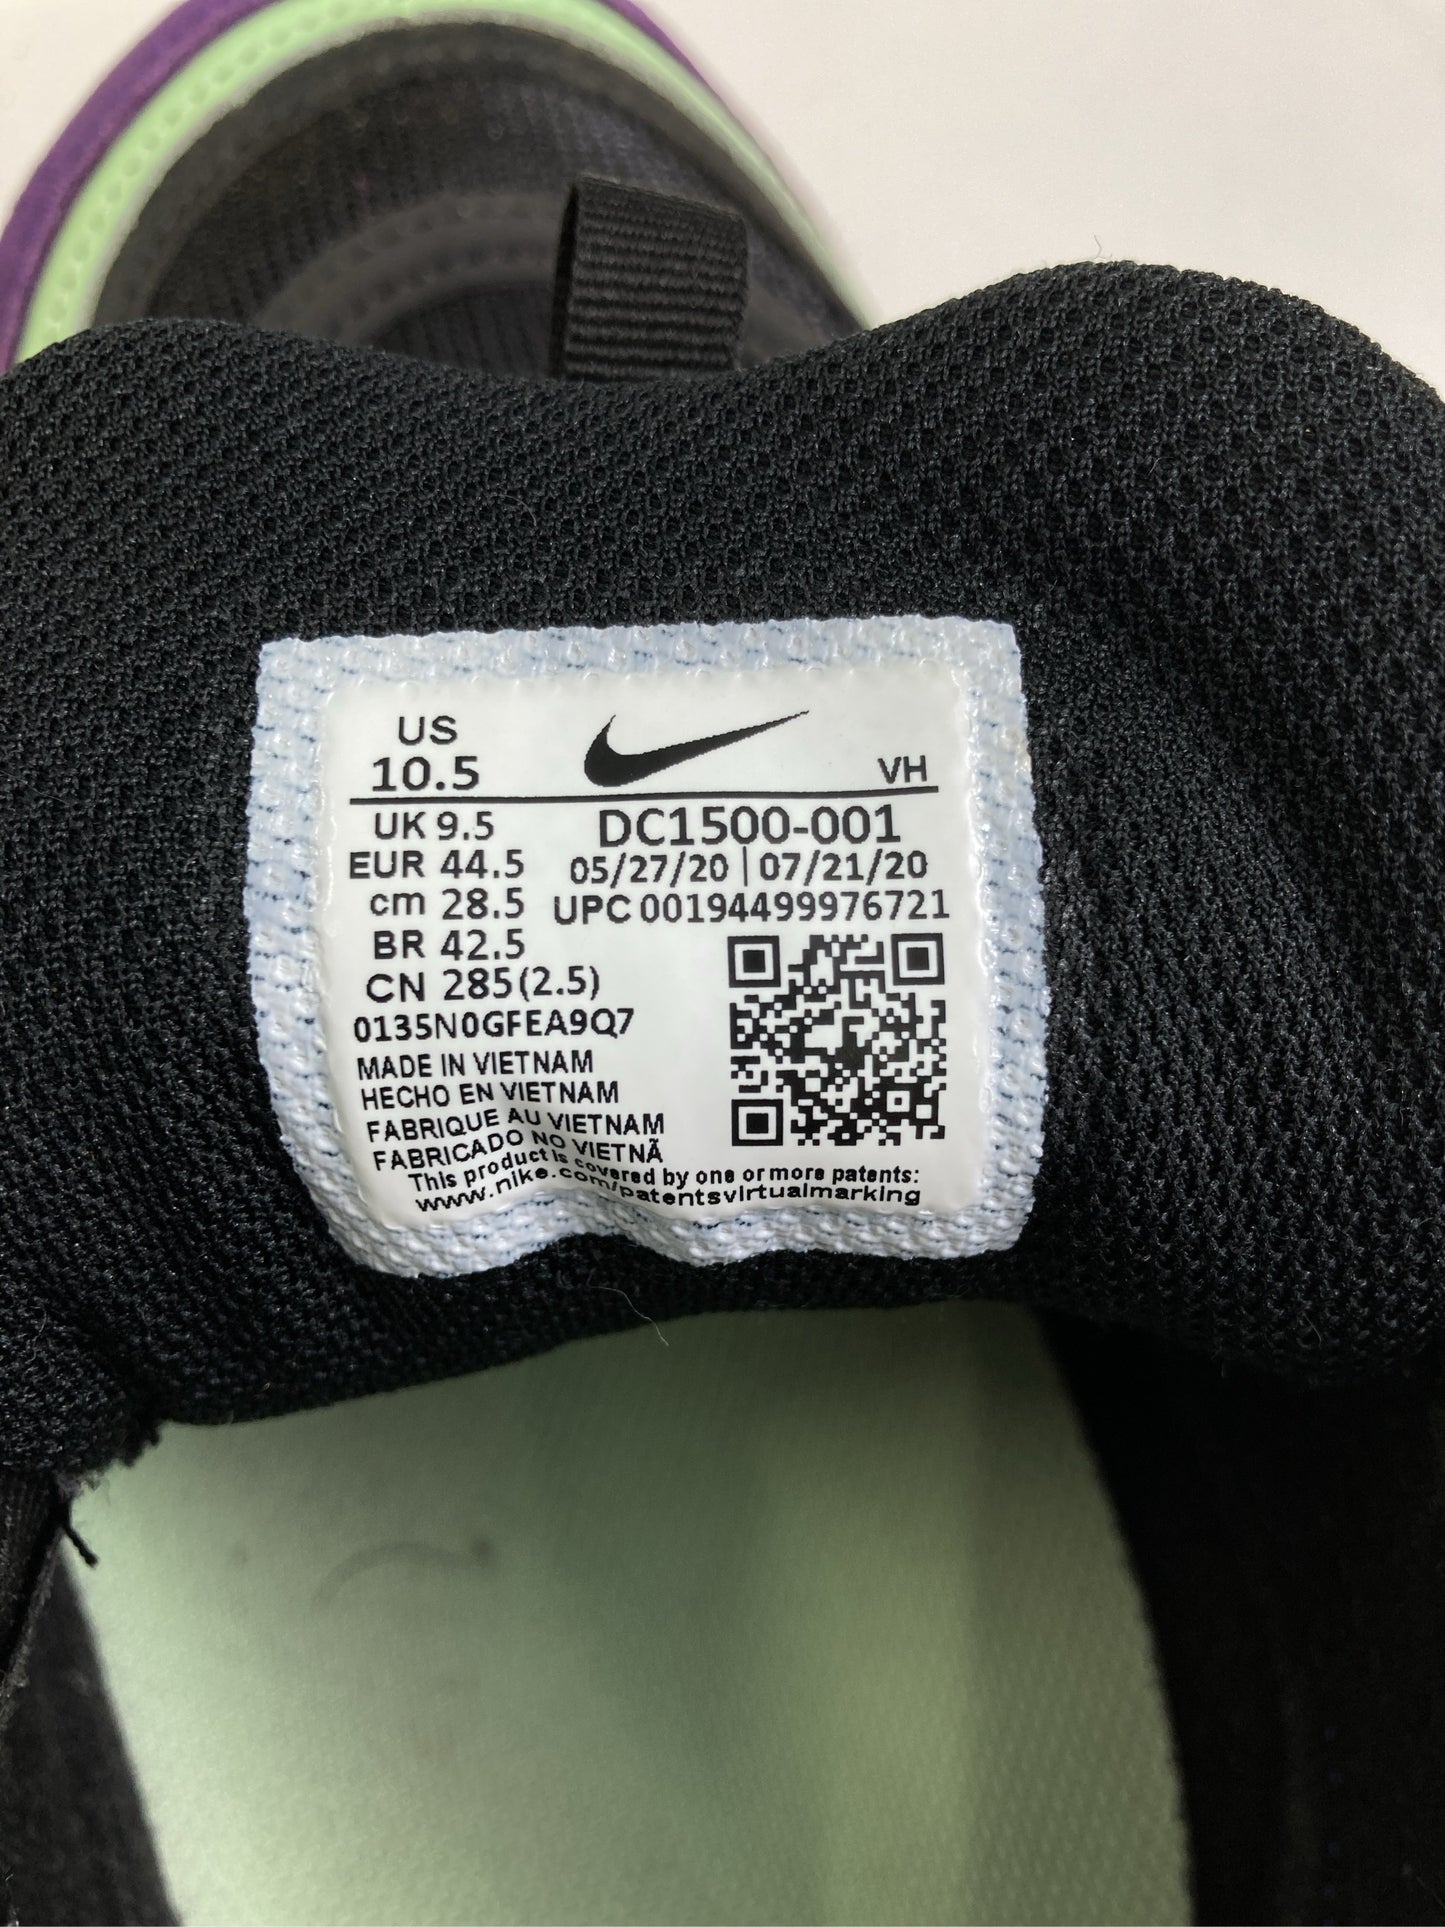 US
10.5 VH
UK 9.5 DC1500-001
EUR 44.5 05/27/20 | 07/21/20
cm 28.5 UPC 00194499976721
BR 42.5
CN 285(2.5)
0135N0GFEA9Q7
MADE IN VIETNAM
HECHO EN VIETNAM
FABRIQUE AU VIETNAM
FABRICADO NO VIETNÃ
This product is covered by one or more patents:
www.nike.com/patentsvirtualmarking